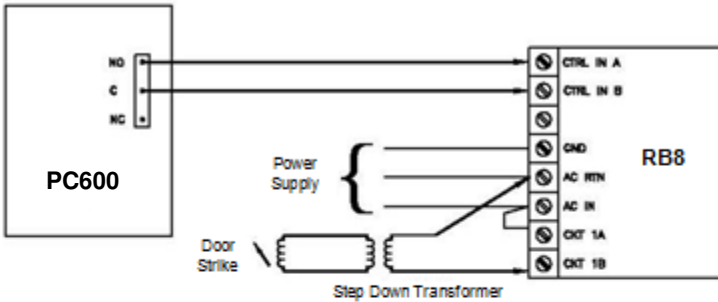 NO
C
NC
PC600
CTRL IN A
CTRL IN B
GND
AC RTN
AC IN
CKT 1A
CKT 1B
RB8
Power
Supply
Door
Strike
Step Down Transformer